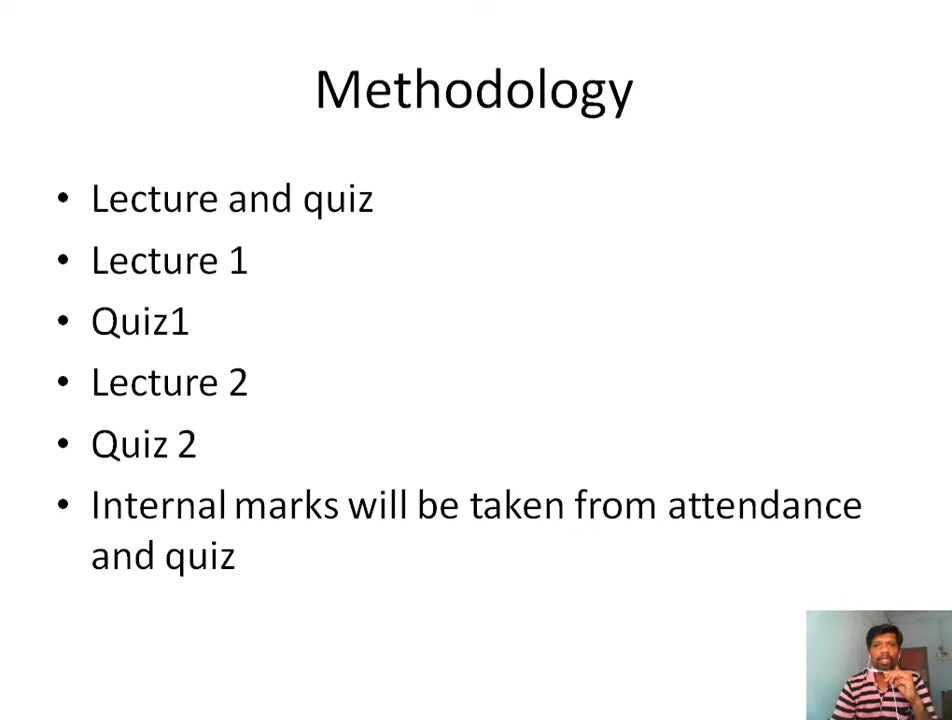 Methodology
• Lecture and quiz
• Lecture 1
• Quiz1
• Lecture 2
• Quiz 2
• Internal marks will be taken from attendance
and quiz